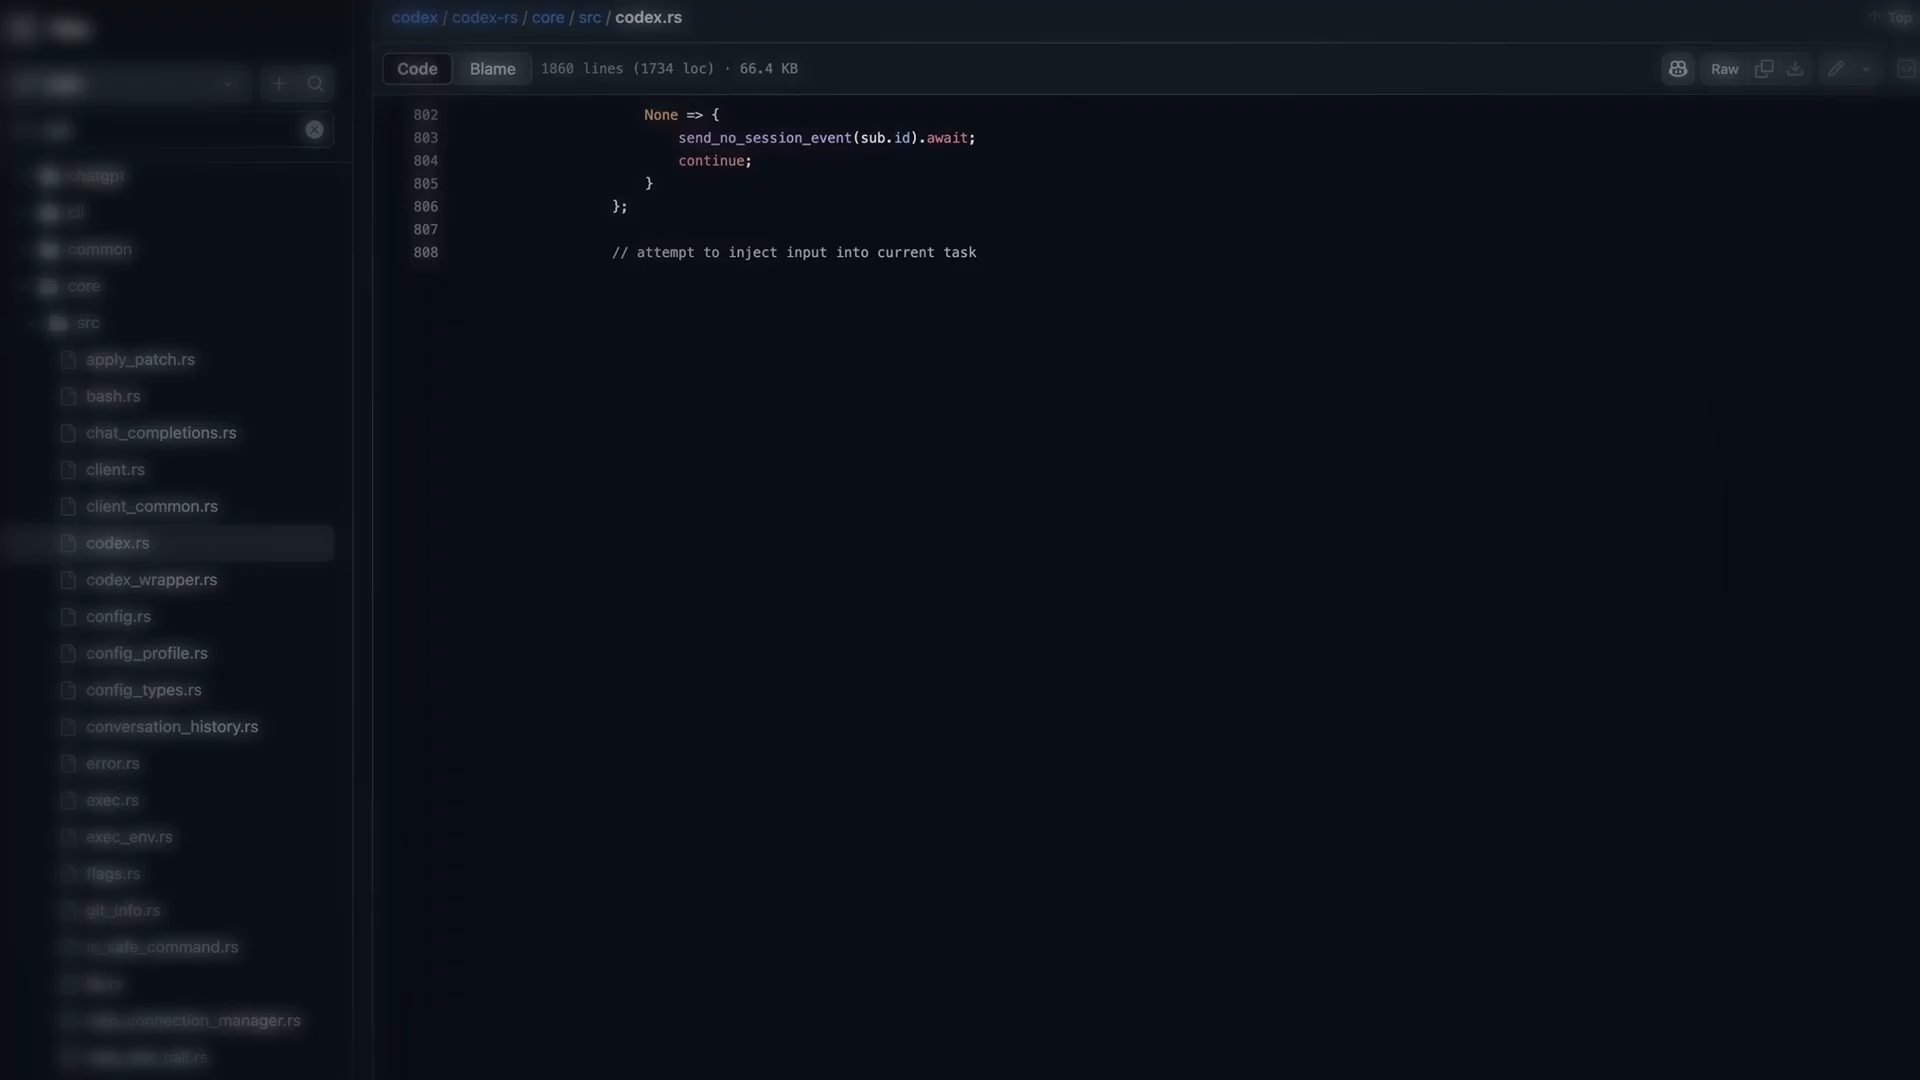 codex / codex-rs / core / src / codex.rs
Top
Code Blame 1860 lines (1734 loc) · 66.4 KB
Raw
chatgpt
cli
common
core
src
apply_patch.rs
bash.rs
chat_completions.rs
client.rs
client_common.rs
codex.rs
codex_wrapper.rs
config.rs
config_profile.rs
config_types.rs
conversation_history.rs
error.rs
exec.rs
exec_env.rs
flags.rs
git_info.rs
is_safe_command.rs
connection_manager.rs
802 None => {
803 send_no_session_event(sub.id).await;
804 continue;
805 }
806 };
807
808 // attempt to inject input into current task